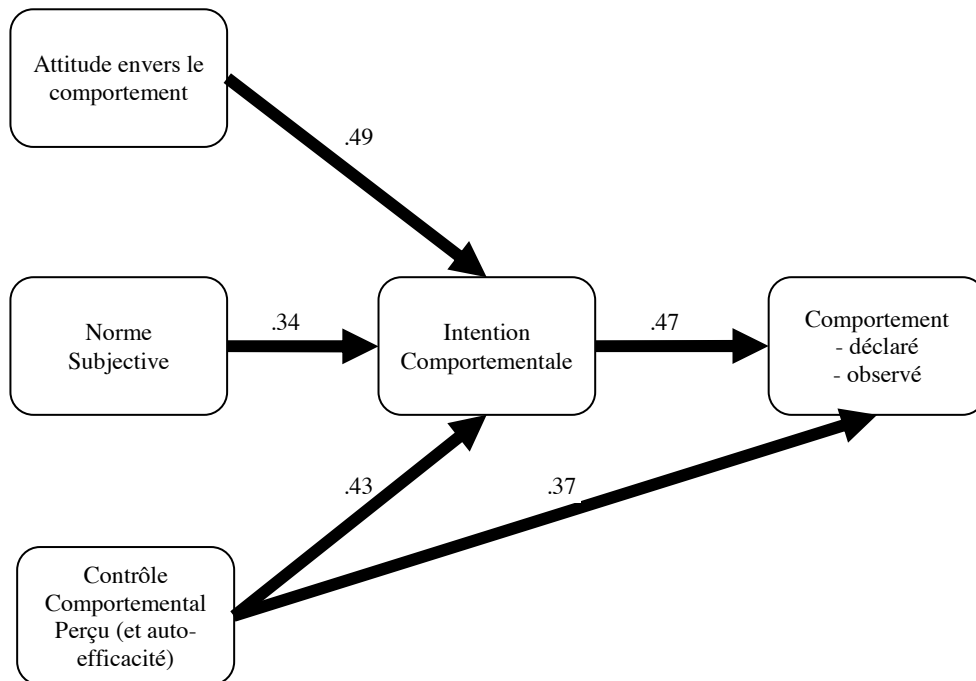 Attitude envers le
comportement
.49
Norme
Subjective
.34
Intention
Comportementale
.47
Comportement
- déclaré
- observé
.43
.37
Contrôle
Comportemental
Perçu (et auto-
efficacité)